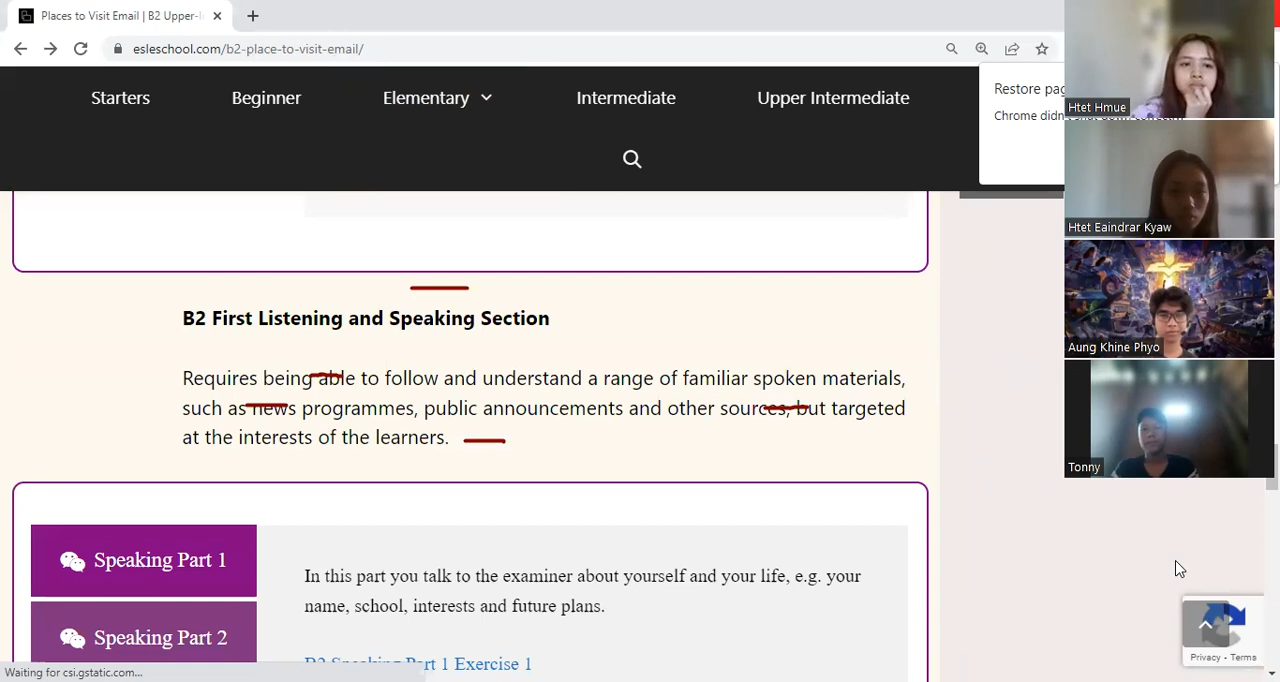 Places to Visit Email | B2 Upper-I
esleschool.com/b2-place-to-visit-email/
Starters Beginner Elementary Intermediate Upper Intermediate
Restore pag
Chrome didn
Htet Hmue
Htet Eaindrar Kyaw
Aung Khine Phyo
Tonny
B2 First Listening and Speaking Section
Requires being able to follow and understand a range of familiar spoken materials,
such as news programmes, public announcements and other sources, but targeted
at the interests of the learners.
Speaking Part 1
In this part you talk to the examiner about yourself and your life, e.g. your
name, school, interests and future plans.
Speaking Part 2
B2 Speaking Part 1 Exercise 1
Privacy - Terms
Waiting for csi.gstatic.com...